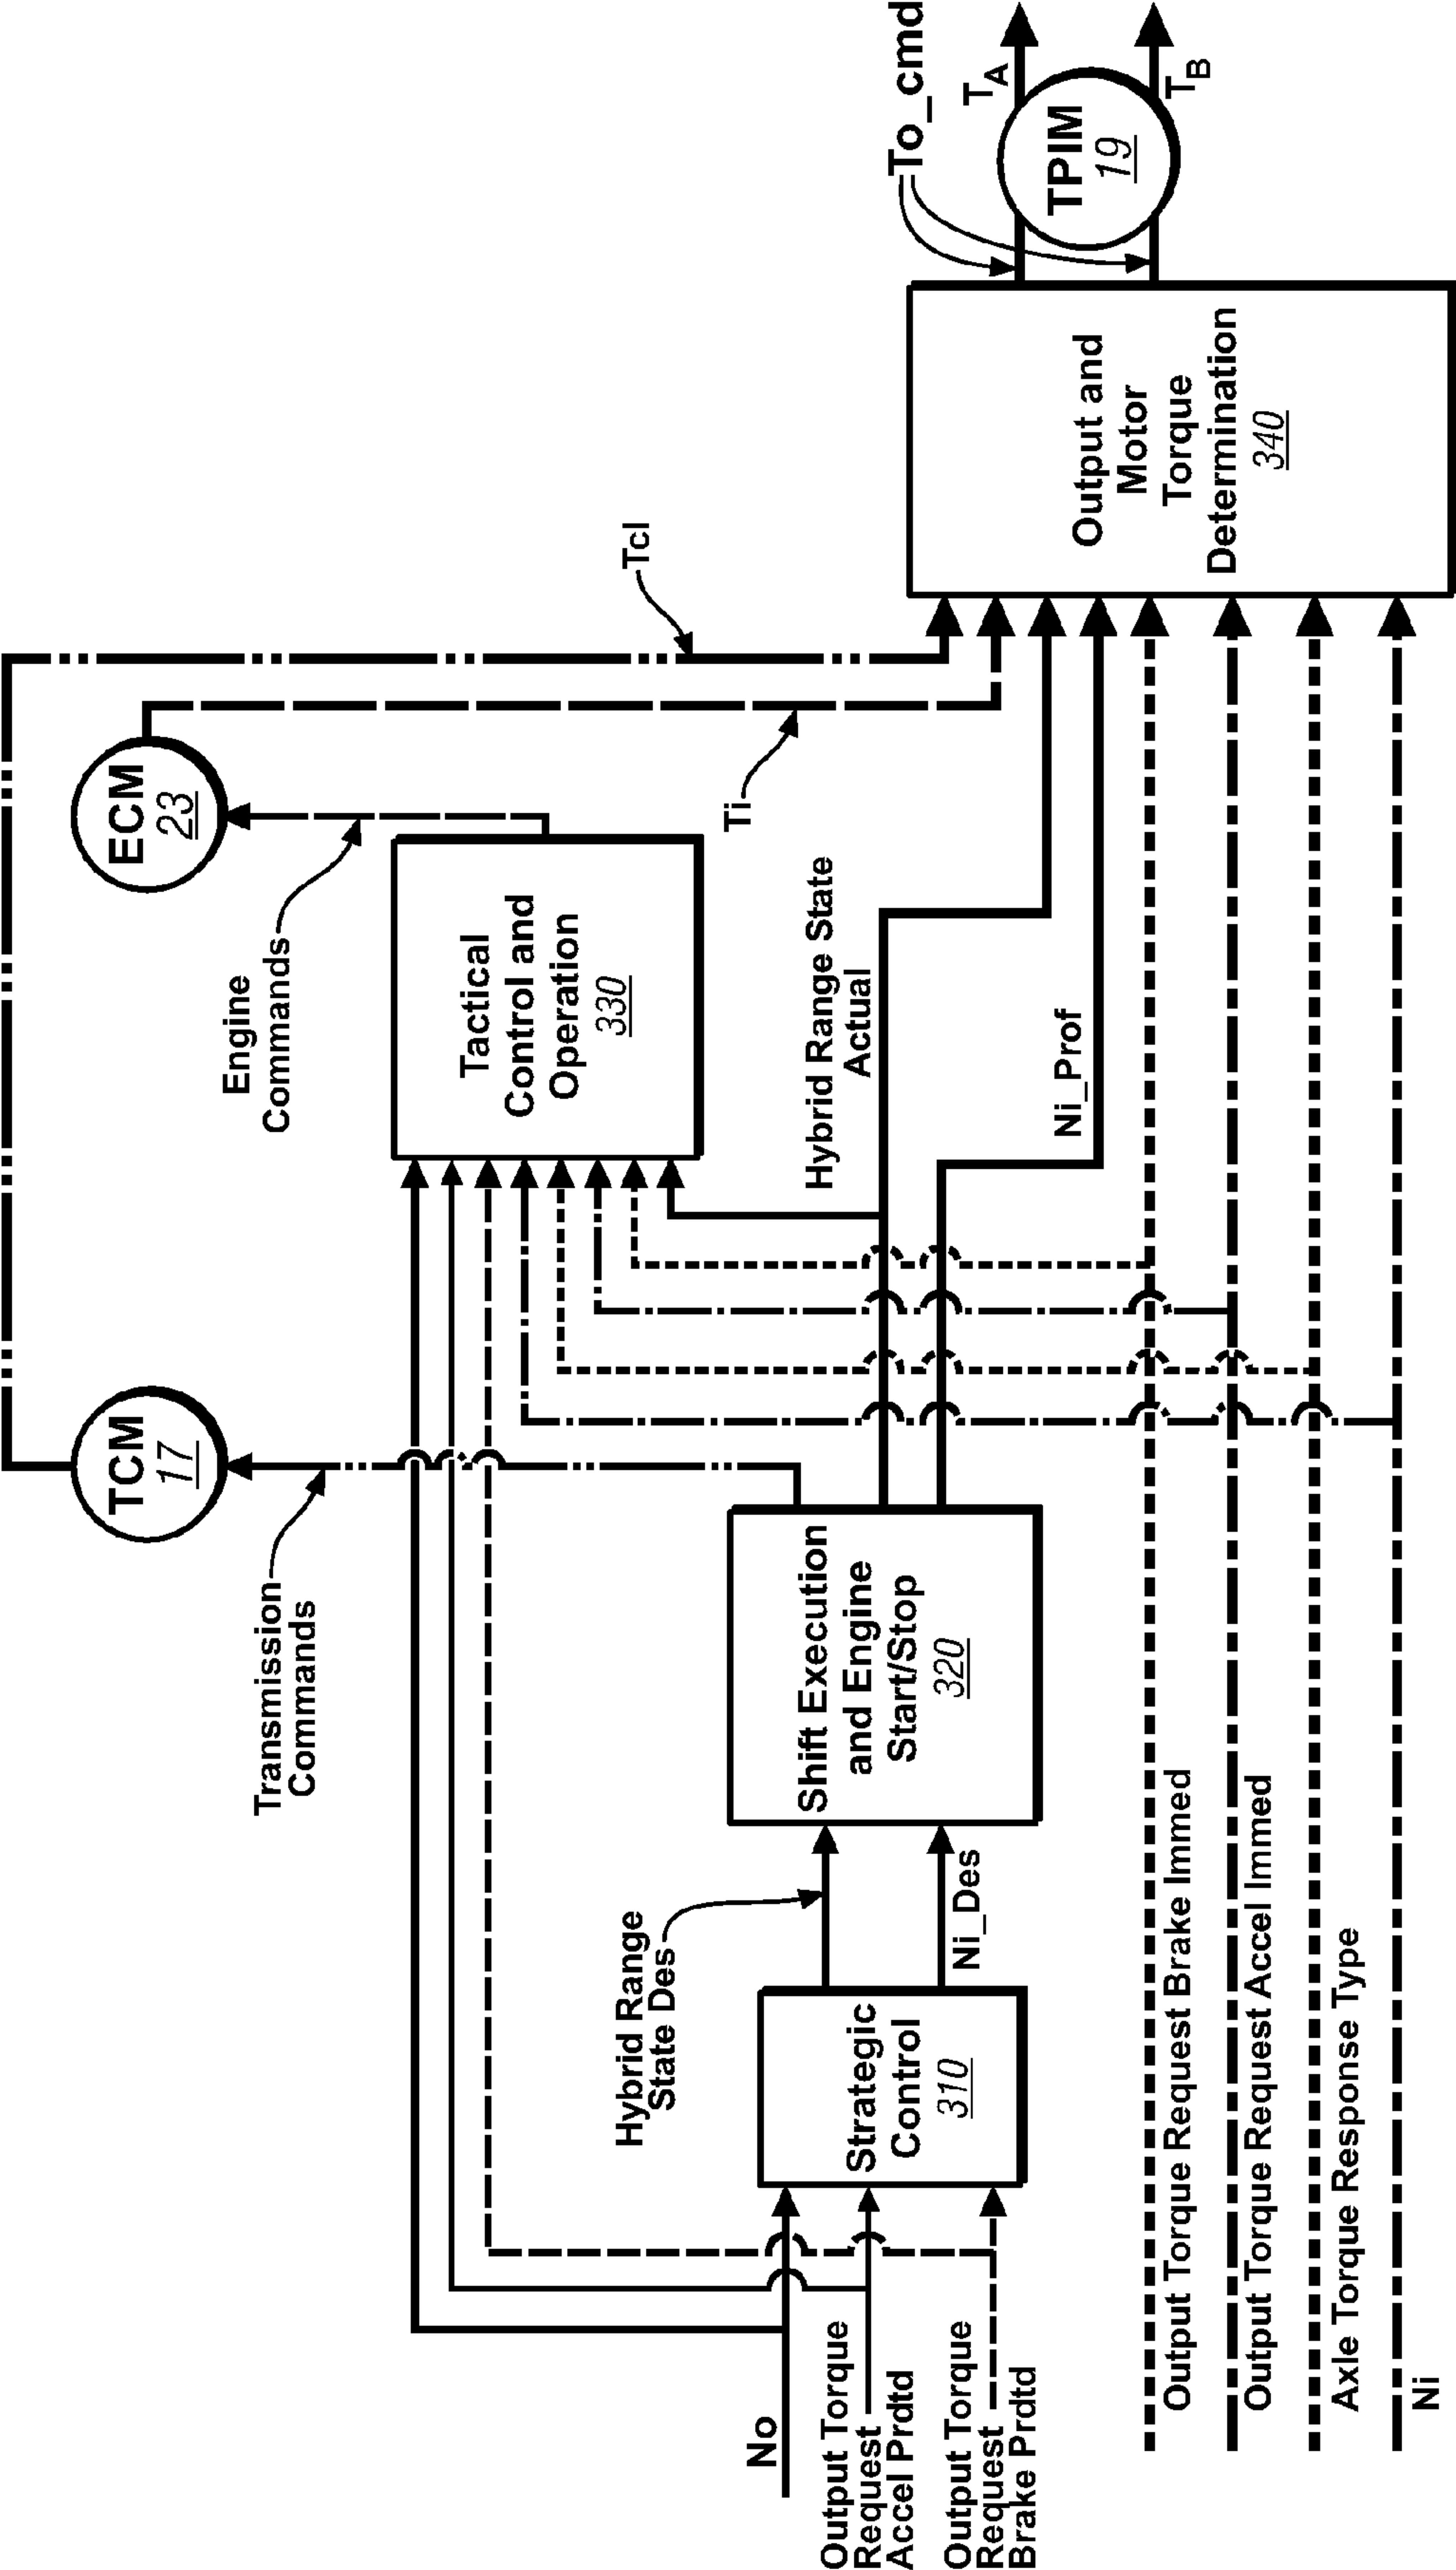 TCM
17
ECM
23
Transmission
Commands
Engine
Commands
Tactical
Control and
Operation
330
Tcl
Ti
Hybrid Range
State Des
Hybrid Range State
Actual
Ni_Prof
No
Output Torque
Request
Accel Prdtd
Output Torque
Request
Brake Prdtd
Strategic
Control
310
Ni_Des
Shift Execution
and Engine
Start/Stop
320
Output and
Motor
Torque
Determination
340
To_cmd
TPIM
19
TA
TB
Output Torque Request Brake Immed
Output Torque Request Accel Immed
Axle Torque Response Type
Ni